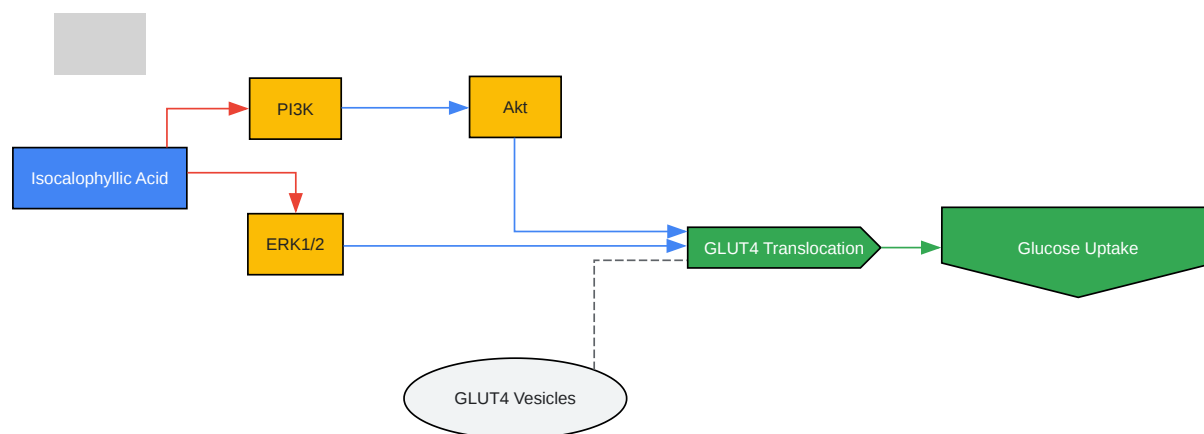 PI3K
Akt
Isocalophyllic Acid
ERK1/2
GLUT4 Translocation
Glucose Uptake
GLUT4 Vesicles